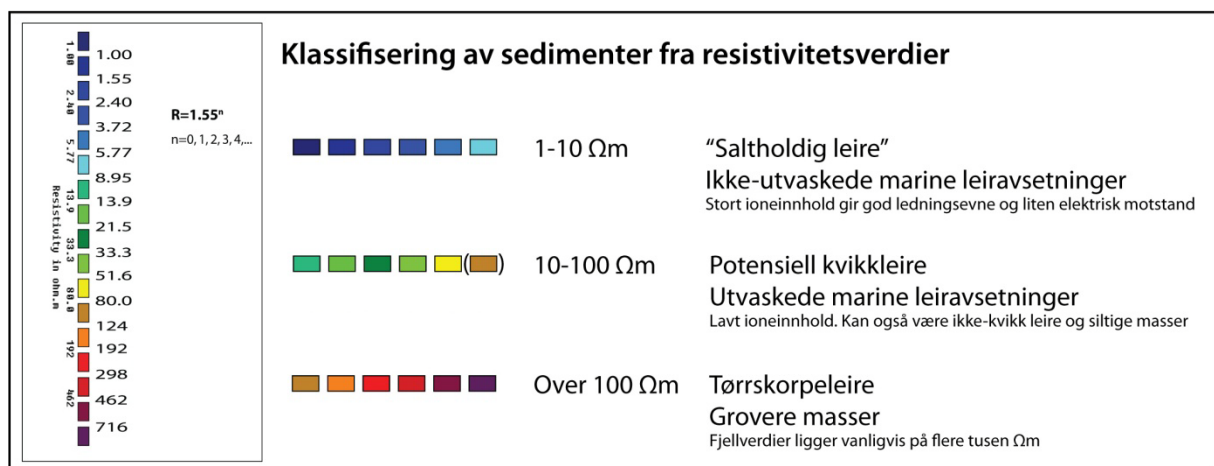 Klassifisering av sedimenter fra resistivitetsverdier
1.00
1.55
2.40
3.72
5.77
8.95
13.9
21.5
33.3
51.6
80.0
124
192
298
462
716
1.00
2.40
5.77
13.9
33.3
80.0
192
462
Resistivity in ohm.m
R=1.55ⁿ
n=0, 1, 2, 3, 4,...
1-10 Ωm
“Saltholdig leire”
Ikke-utvaskede marine leiravsetninger
Stort ioneinnhold gir god ledningsevne og liten elektrisk motstand
( )
10-100 Ωm
Potensiell kvikkleire
Utvaskede marine leiravsetninger
Lavt ioneinnhold. Kan også være ikke-kvikk leire og siltige masser
Over 100 Ωm
Tørrskorpeleire
Grovere masser
Fjellverdier ligger vanligvis på flere tusen Ωm